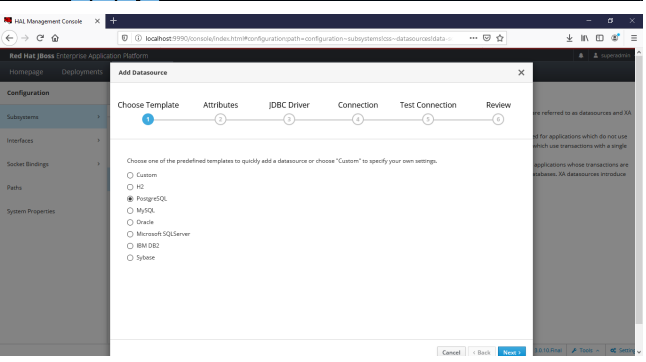 HAL Management Console
localhost:9990/console/index.html#configuration;path=configuration~subsystems!css~datasources!data-s
Red Hat JBoss Enterprise Application Platform
superadmin
Homepage Deployments
Add Datasource
Configuration
Subsystems
Interfaces
Socket Bindings
Paths
System Properties
Choose Template Attributes JDBC Driver Connection Test Connection Review
1 2 3 4 5 6
are referred to as datasources and XA
ed for applications which do not use
which use transactions with a single
applications whose transactions are
atabases. XA datasources introduce
Choose one of the predefined templates to quickly add a datasource or choose "Custom" to specify your own settings.
Custom
H2
PostgreSQL
MySQL
Oracle
Microsoft SQLServer
IBM DB2
Sybase
Cancel < Back Next >
3.0.10.Final Tools Setting